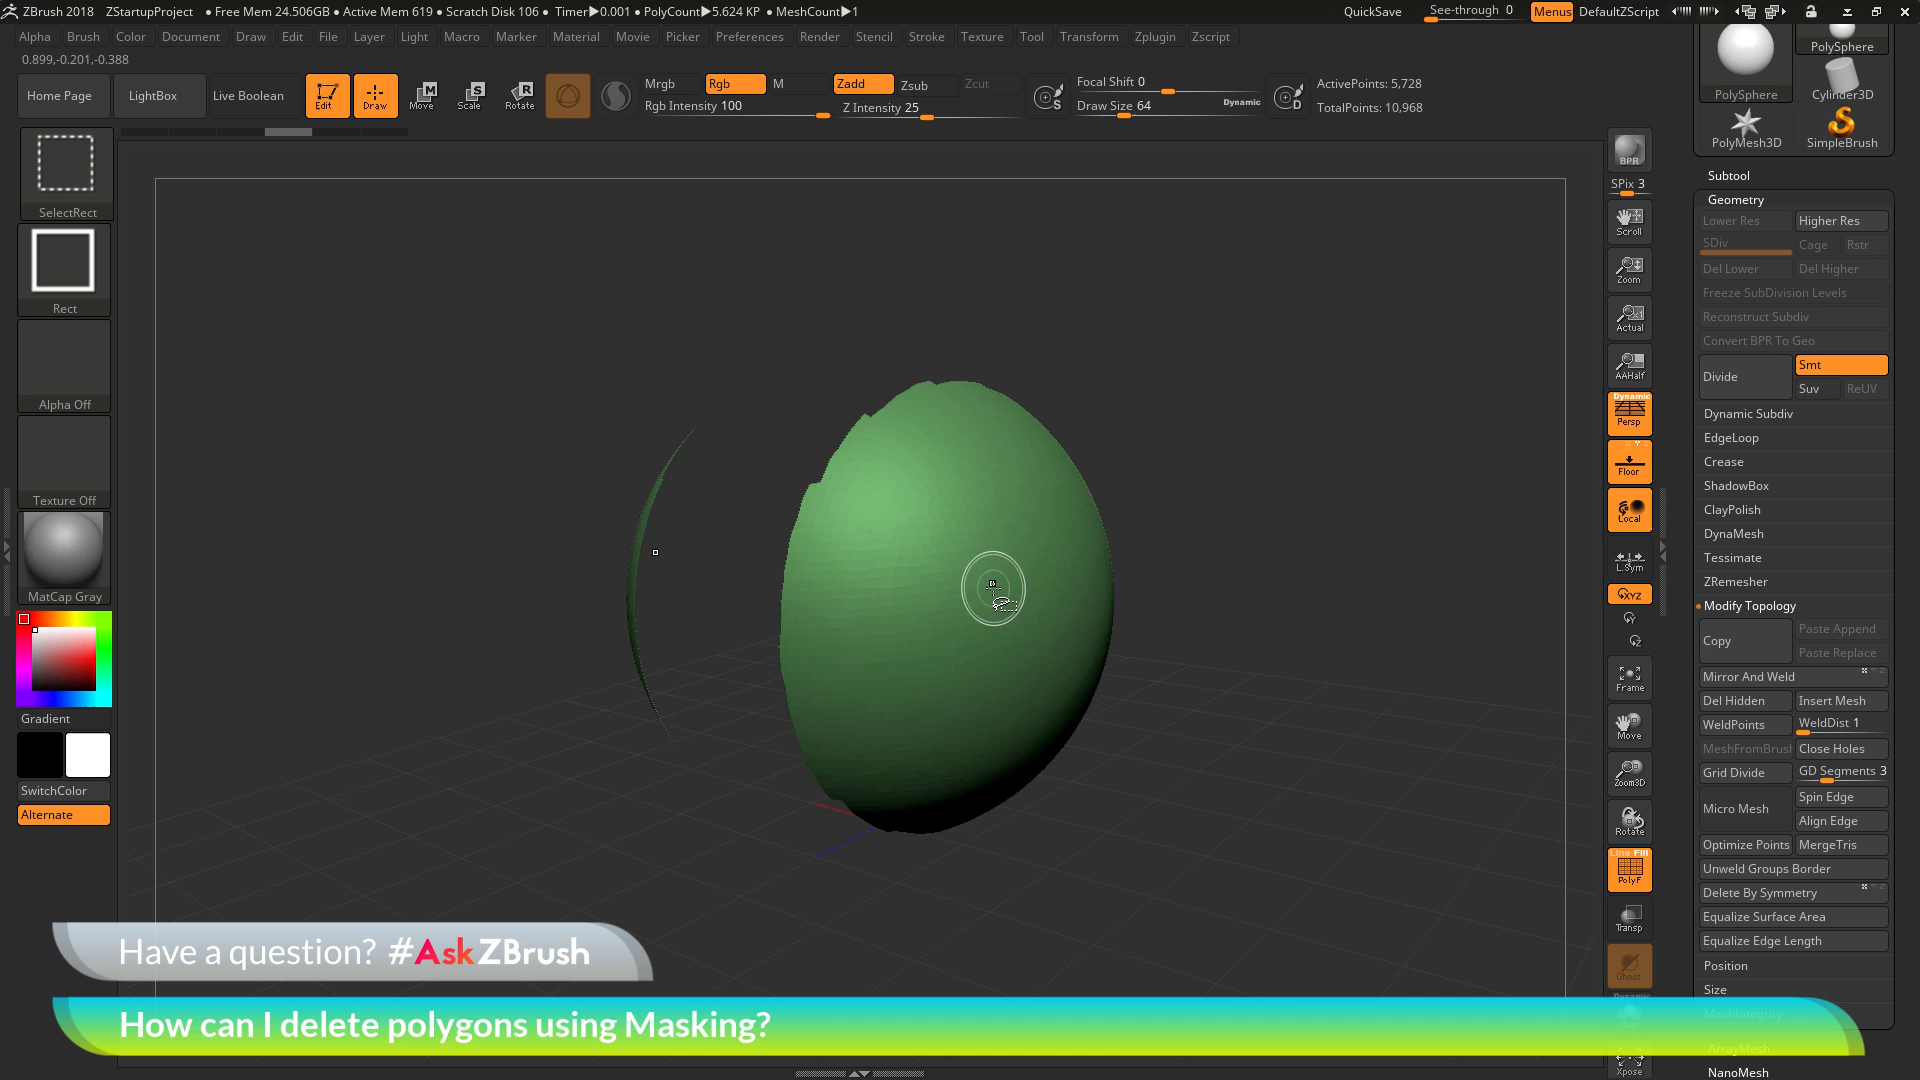 ZBrush 2018 ZStartupProject • Free Mem 24.506GB • Active Mem 619 • Scratch Disk 106 • Timer▶0.001 • PolyCount▶5.624 KP • MeshCount▶1 QuickSave See-through 0 Menus DefaultZScript
Alpha Brush Color Document Draw Edit File Layer Light Macro Marker Material Movie Picker Preferences Render Stencil Stroke Texture Tool Transform Zplugin Zscript
0.899,-0.201,-0.388
Home Page LightBox Live Boolean Edit Draw Move Scale Rotate
Mrgb Rgb M Zadd Zsub Zcut
Rgb Intensity 100 Z Intensity 25
S
Focal Shift 0
Draw Size 64 Dynamic
D
ActivePoints: 5,728
TotalPoints: 10,968
SelectRect
Rect
Alpha Off
Texture Off
MatCap Gray
Gradient
SwitchColor
Alternate
BPR
SPix 3
Scroll
Zoom
Actual
AAHalf
Dynamic
Persp
Floor
Local
L.Sym
XYZ
Y
Z
Frame
Move
Zoom3D
Rotate
Line Fill
PolyF
Transp
Ghost
Dynamic
Xpose
PolySphere
PolySphere
Cylinder3D
PolyMesh3D SimpleBrush
Subtool
Geometry
Lower Res Higher Res
SDiv Cage Rstr
Del Lower Del Higher
Freeze SubDivision Levels
Reconstruct Subdiv
Convert BPR To Geo
Divide Smt
Suv ReUV
Dynamic Subdiv
EdgeLoop
Crease
ShadowBox
ClayPolish
DynaMesh
Tessimate
ZRemesher
Modify Topology
Copy Paste Append
Paste Replace
Mirror And Weld
Del Hidden Insert Mesh
WeldPoints WeldDist 1
MeshFromBrush Close Holes
Grid Divide GD Segments 3
Micro Mesh Spin Edge
Align Edge
Optimize Points MergeTris
Unweld Groups Border
Delete By Symmetry
Equalize Surface Area
Equalize Edge Length
Position
Size
MeshIntegrity
ArrayMesh
NanoMesh
Have a question? #AskZBrush
How can I delete polygons using Masking?